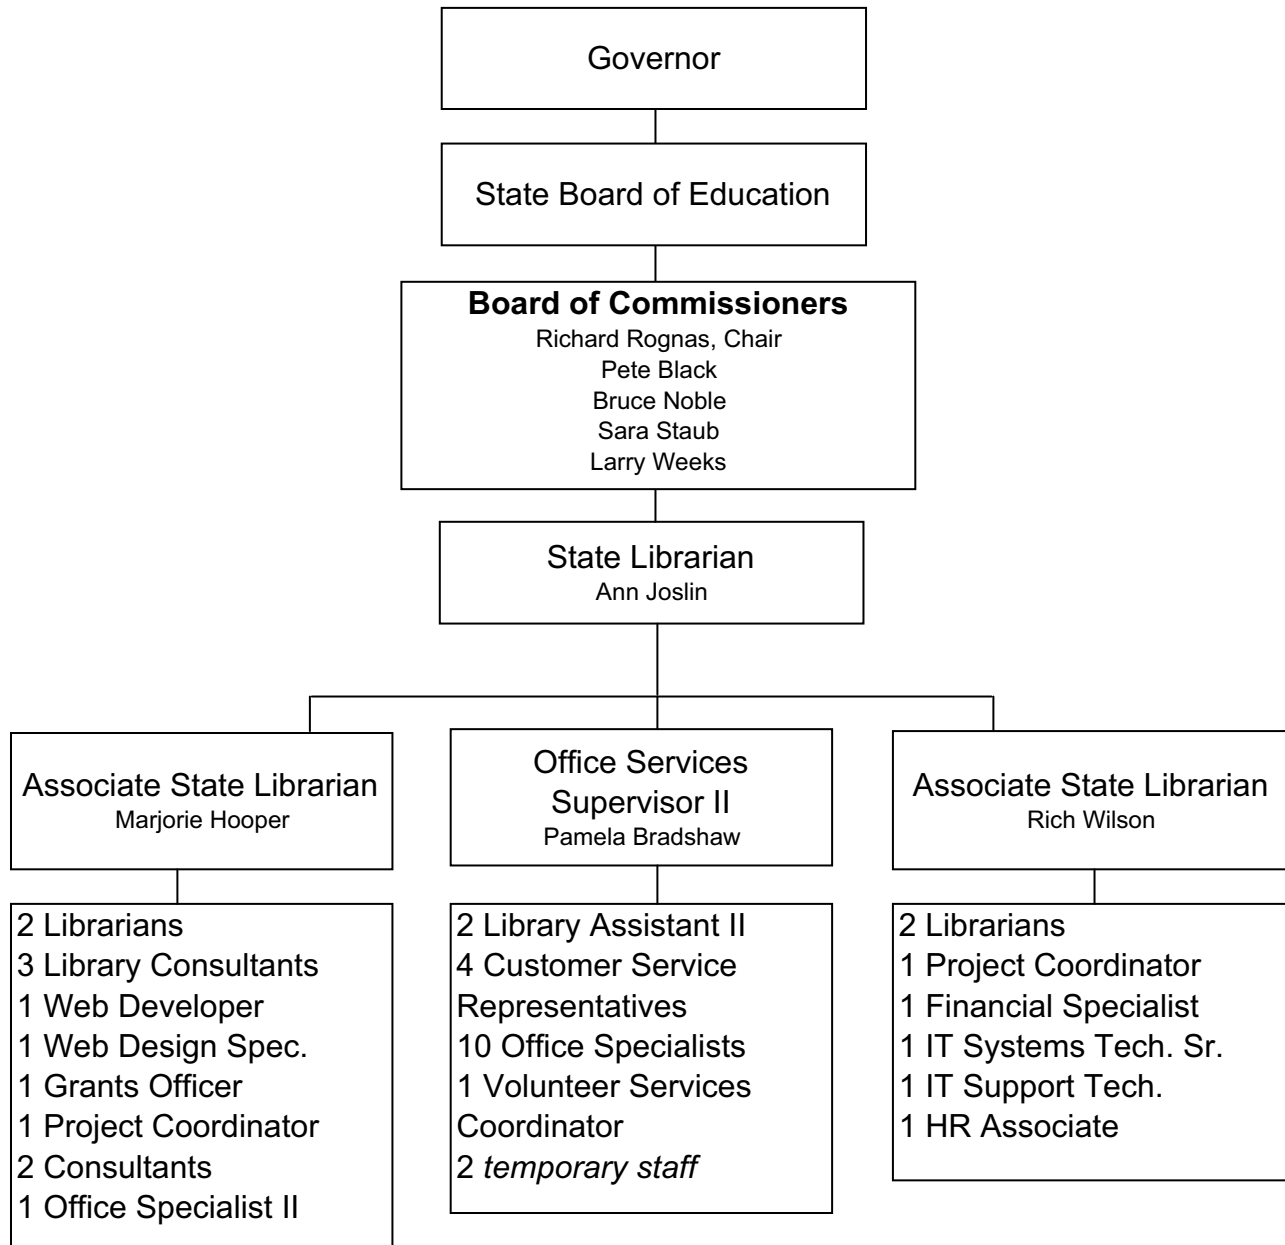 Governor
State Board of Education
Board of Commissioners
Richard Rognas, Chair
Pete Black
Bruce Noble
Sara Staub
Larry Weeks
State Librarian
Ann Joslin
Associate State Librarian
Marjorie Hooper
Office Services
Supervisor II
Pamela Bradshaw
Associate State Librarian
Rich Wilson
2 Librarians
3 Library Consultants
1 Web Developer
1 Web Design Spec.
1 Grants Officer
1 Project Coordinator
2 Consultants
1 Office Specialist II
2 Library Assistant II
4 Customer Service
Representatives
10 Office Specialists
1 Volunteer Services
Coordinator
2 temporary staff
2 Librarians
1 Project Coordinator
1 Financial Specialist
1 IT Systems Tech. Sr.
1 IT Support Tech.
1 HR Associate